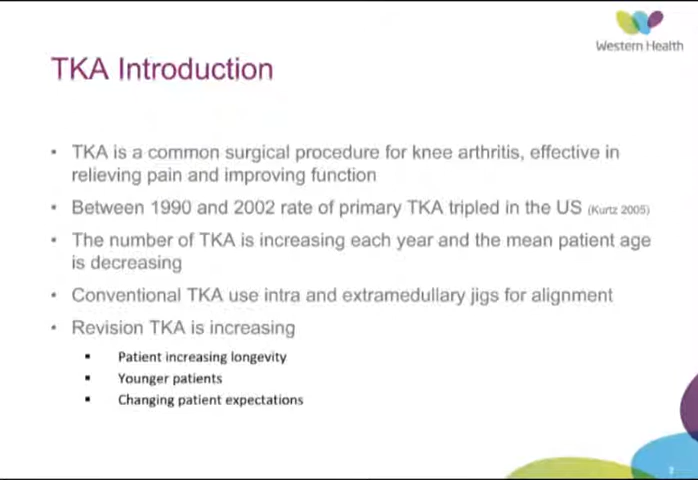 Western Health
TKA Introduction
• TKA is a common surgical procedure for knee arthritis, effective in
relieving pain and improving function
• Between 1990 and 2002 rate of primary TKA tripled in the US (Kurtz 2005)
• The number of TKA is increasing each year and the mean patient age
is decreasing
• Conventional TKA use intra and extramedullary jigs for alignment
• Revision TKA is increasing
▪ Patient increasing longevity
▪ Younger patients
▪ Changing patient expectations